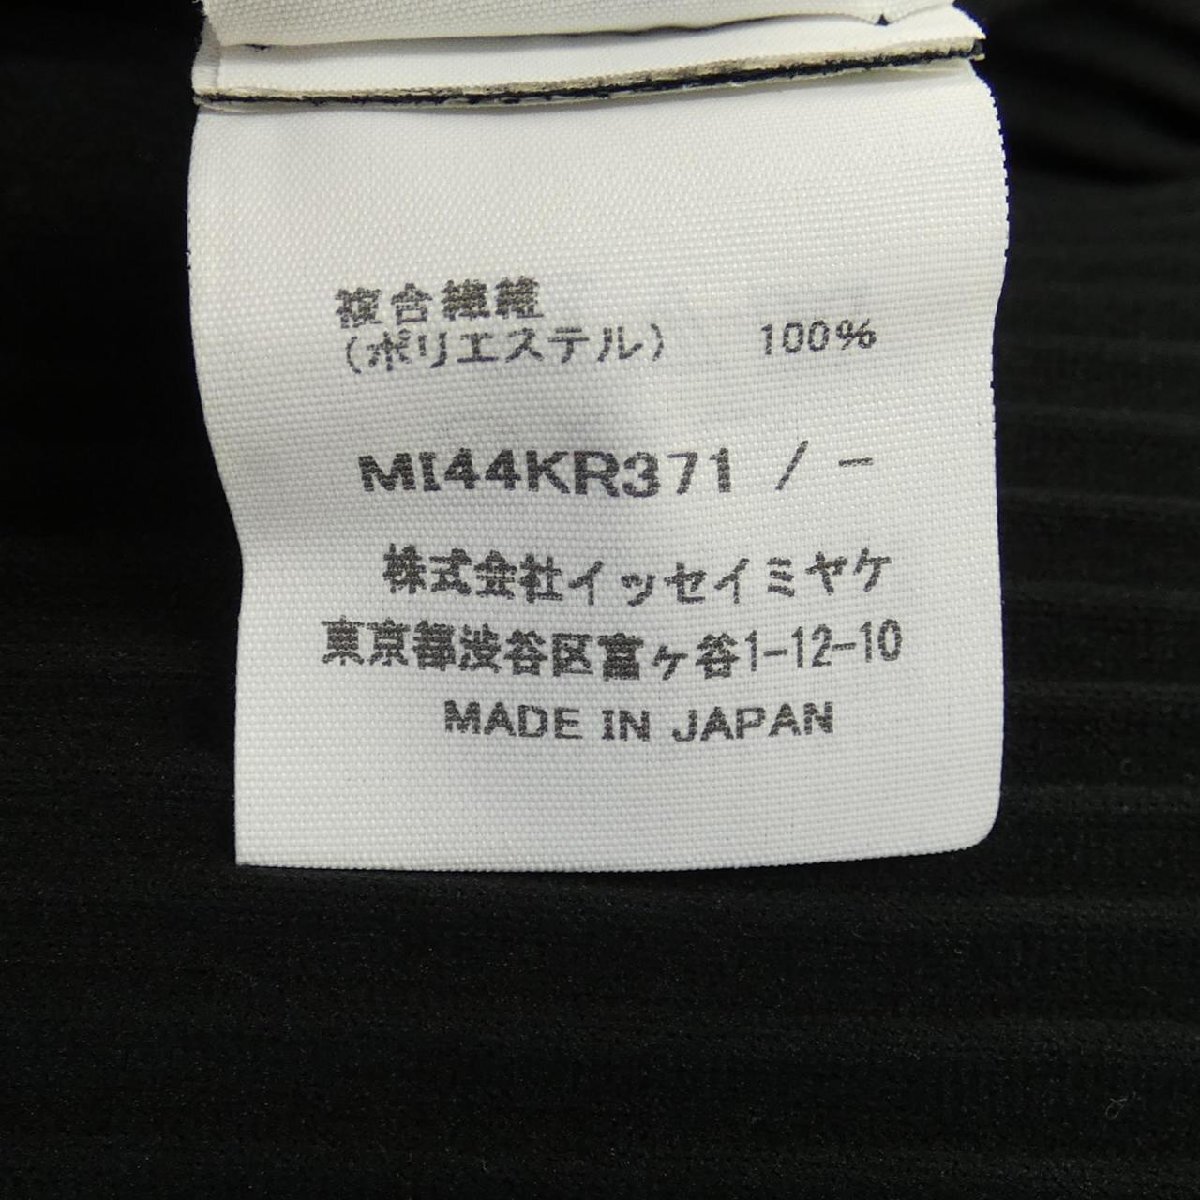 複合繊維
(ポリエステル) 100%
MI44KR371 / -
株式会社イッセイミヤケ
東京都渋谷区富ヶ谷1-12-10
MADE IN JAPAN